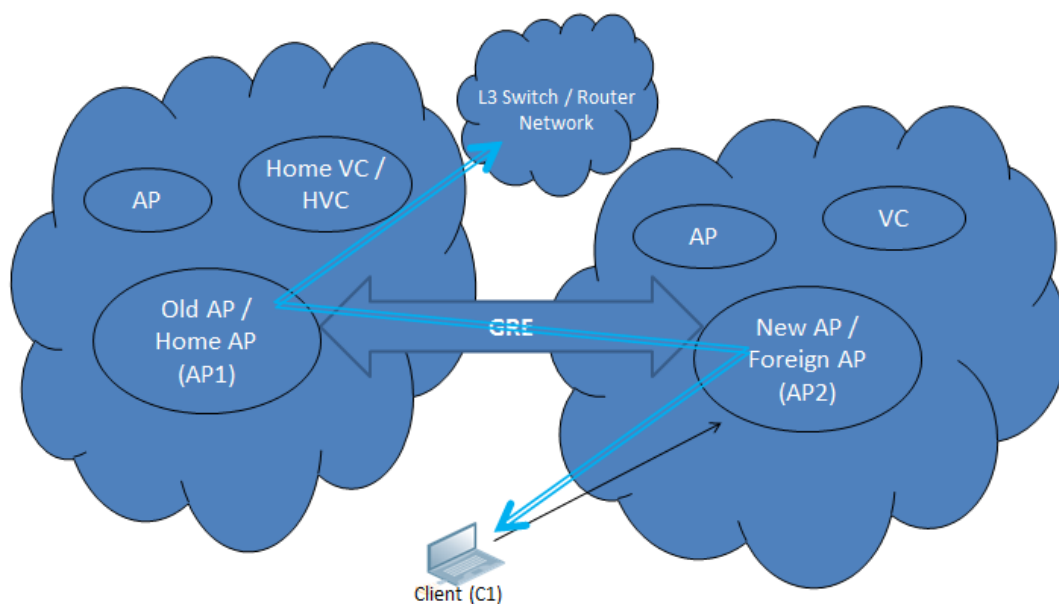 L3 Switch / Router
Network
Home VC /
HVC
AP
VC
AP
Old AP /
Home AP
(AP1)
GRE
New AP /
Foreign AP
(AP2)
Client (C1)